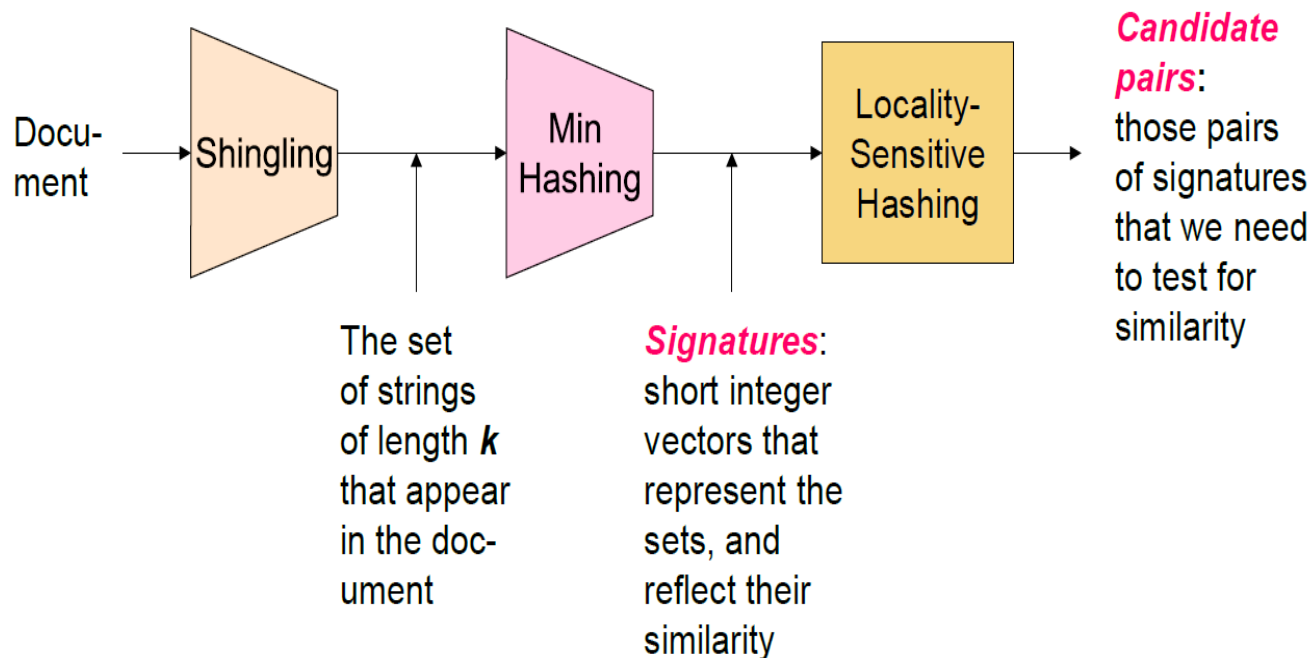 Docu-
ment
Shingling
Min
Hashing
Locality-
Sensitive
Hashing
Candidate
pairs:
those pairs
of signatures
that we need
to test for
similarity
The set
of strings
of length k
that appear
in the doc-
ument
Signatures:
short integer
vectors that
represent the
sets, and
reflect their
similarity